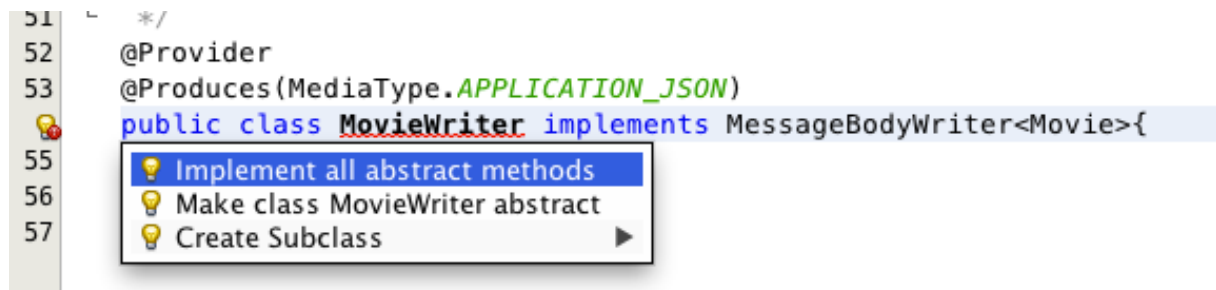 51 */
52 @Provider
53 @Produces(MediaType.APPLICATION_JSON)
public class MovieWriter implements MessageBodyWriter<Movie>{
55 Implement all abstract methods
56 Make class MovieWriter abstract
57 Create Subclass